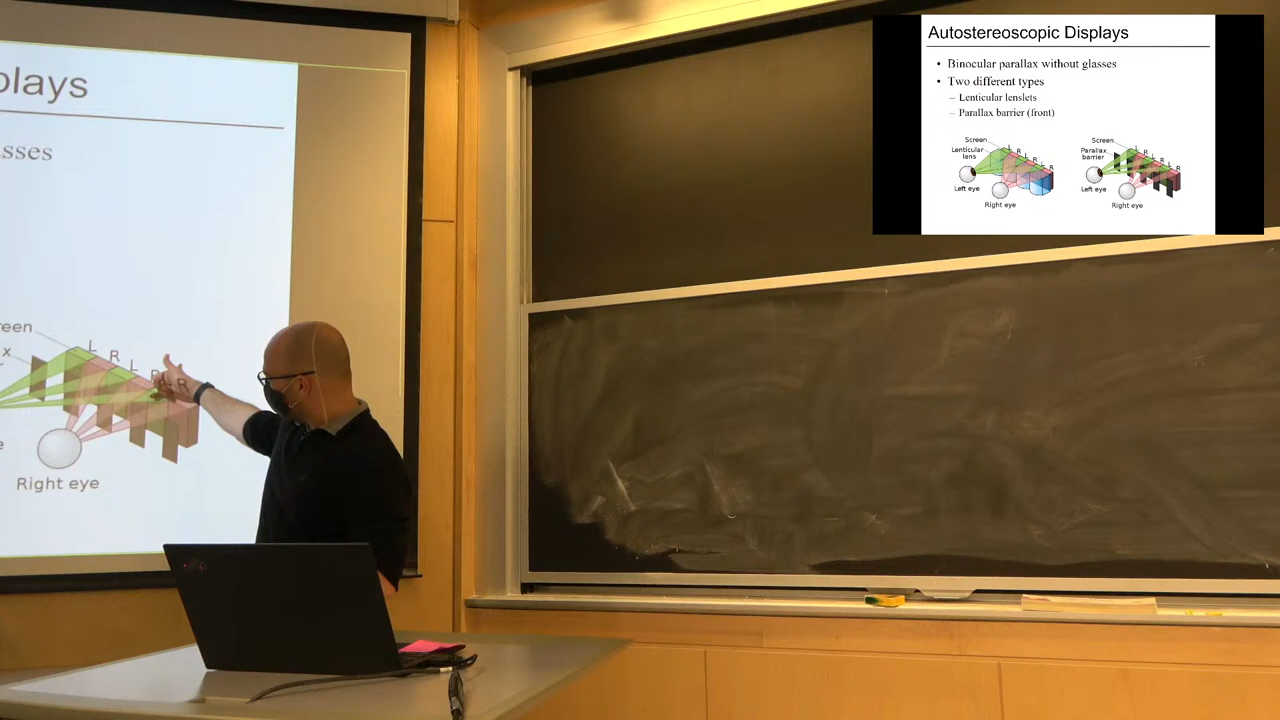 plays
sses
reen
x
r
L
R
L
R
L
R
e
Right eye
Autostereoscopic Displays
• Binocular parallax without glasses
• Two different types
– Lenticular lenslets
– Parallax barrier (front)
Screen
Lenticular
lens
L
R
L
R
L
R
Left eye
Right eye
Screen
Parallax
barrier
L
R
L
R
L
R
Left eye
Right eye